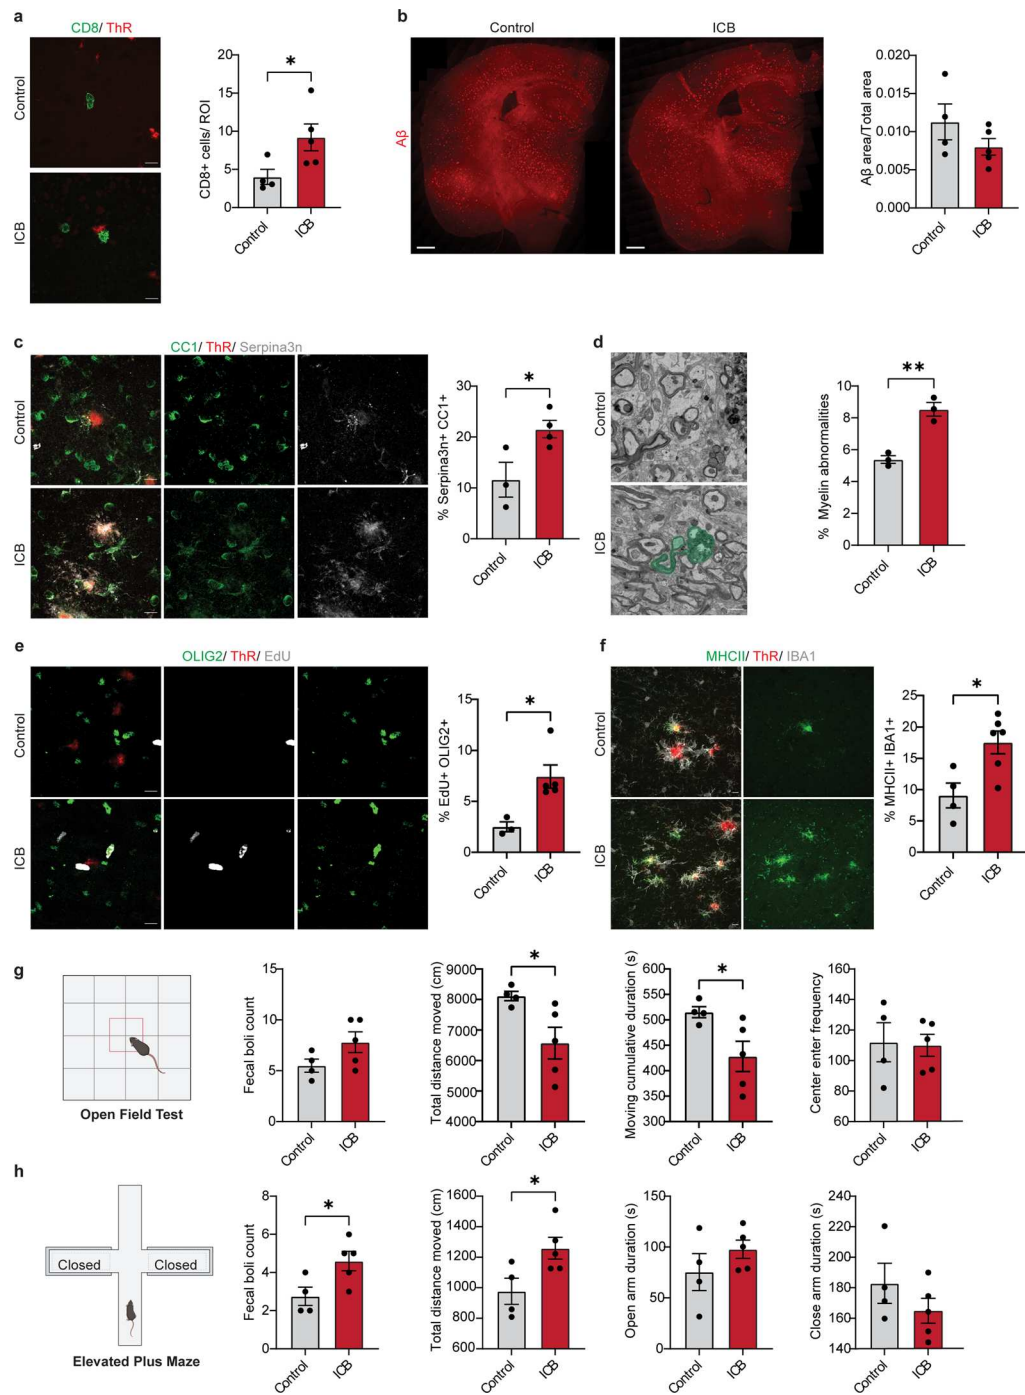 a
CD8/ ThR
Control
ICB
CD8+ cells/ ROI
20
15
10
5
0
*
Control
ICB
b
Control
ICB
Aβ
Aβ area/Total area
0.020
0.015
0.010
0.005
0.000
Control
ICB
c
CC1/ ThR/ Serpina3n
Control
ICB
% Serpina3n+ CC1+
30
20
10
0
*
Control
ICB
d
Control
ICB
% Myelin abnormalities
10
8
6
4
2
0
**
Control
ICB
e
OLIG2/ ThR/ EdU
Control
ICB
% EdU+ OLIG2+
15
10
5
0
*
Control
ICB
f
MHCII/ ThR/ IBA1
Control
ICB
% MHCII+ IBA1+
25
20
15
10
5
0
*
Control
ICB
g
Open Field Test
Fecal boli count
15
10
5
0
Control
ICB
Total distance moved (cm)
9000
8000
7000
6000
5000
4000
*
Control
ICB
Moving cumulative duration (s)
600
550
500
450
400
350
300
*
Control
ICB
Center enter frequency
160
140
120
100
80
60
Control
ICB
h
Closed
Closed
Elevated Plus Maze
Fecal boli count
8
6
4
2
0
*
Control
ICB
Total distance moved (cm)
1600
1400
1200
1000
800
600
*
Control
ICB
Open arm duration (s)
150
100
50
0
Control
ICB
Close arm duration (s)
240
220
200
180
160
140
Control
ICB